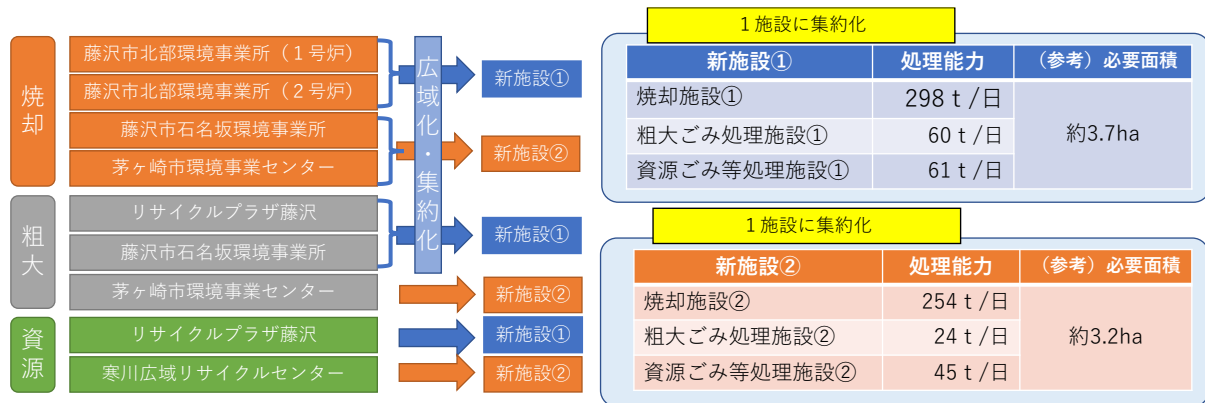 焼却
藤沢市北部環境事業所（１号炉）
藤沢市北部環境事業所（２号炉）
藤沢市石名坂環境事業所
茅ヶ崎市環境事業センター
粗大
リサイクルプラザ藤沢
藤沢市石名坂環境事業所
茅ヶ崎市環境事業センター
資源
リサイクルプラザ藤沢
寒川広域リサイクルセンター
広域化・集約化
新施設①
新施設②
新施設①
新施設②
新施設①
新施設②
１施設に集約化
新施設① 処理能力 （参考）必要面積
焼却施設① 298ｔ/日 約3.7ha
粗大ごみ処理施設① 60ｔ/日
資源ごみ等処理施設① 61ｔ/日
１施設に集約化
新施設② 処理能力 （参考）必要面積
焼却施設② 254ｔ/日
粗大ごみ処理施設② 24ｔ/日 約3.2ha
資源ごみ等処理施設② 45ｔ/日